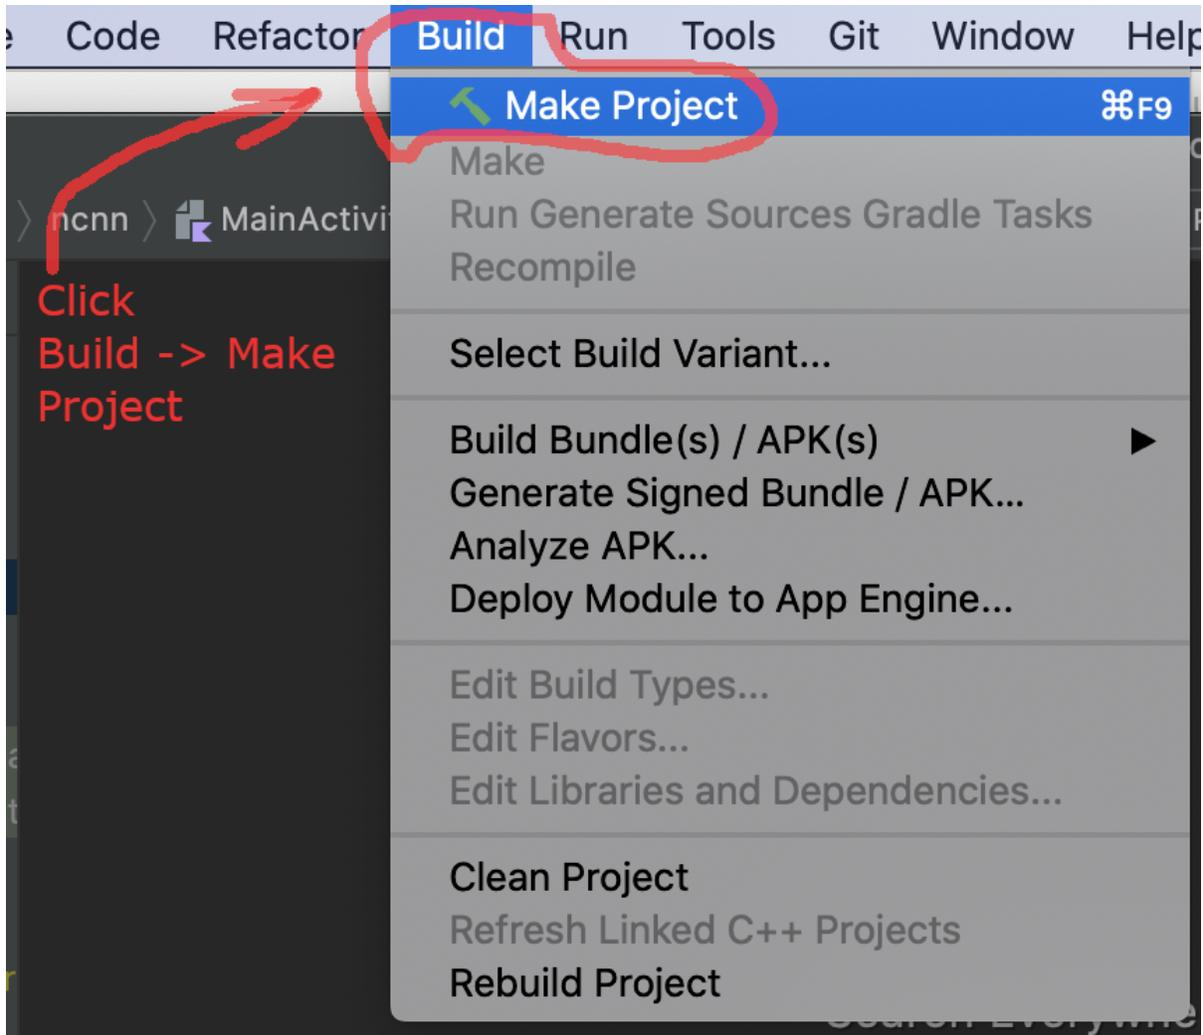 Code Refactor Build Run Tools Git Window Help
Make Project ⌘F9
Make
ncnn MainActivi
Run Generate Sources Gradle Tasks
Recompile
Click
Build -> Make
Project
Select Build Variant...
Build Bundle(s) / APK(s)
Generate Signed Bundle / APK...
Analyze APK...
Deploy Module to App Engine...
Edit Build Types...
Edit Flavors...
Edit Libraries and Dependencies...
Clean Project
Refresh Linked C++ Projects
Rebuild Project